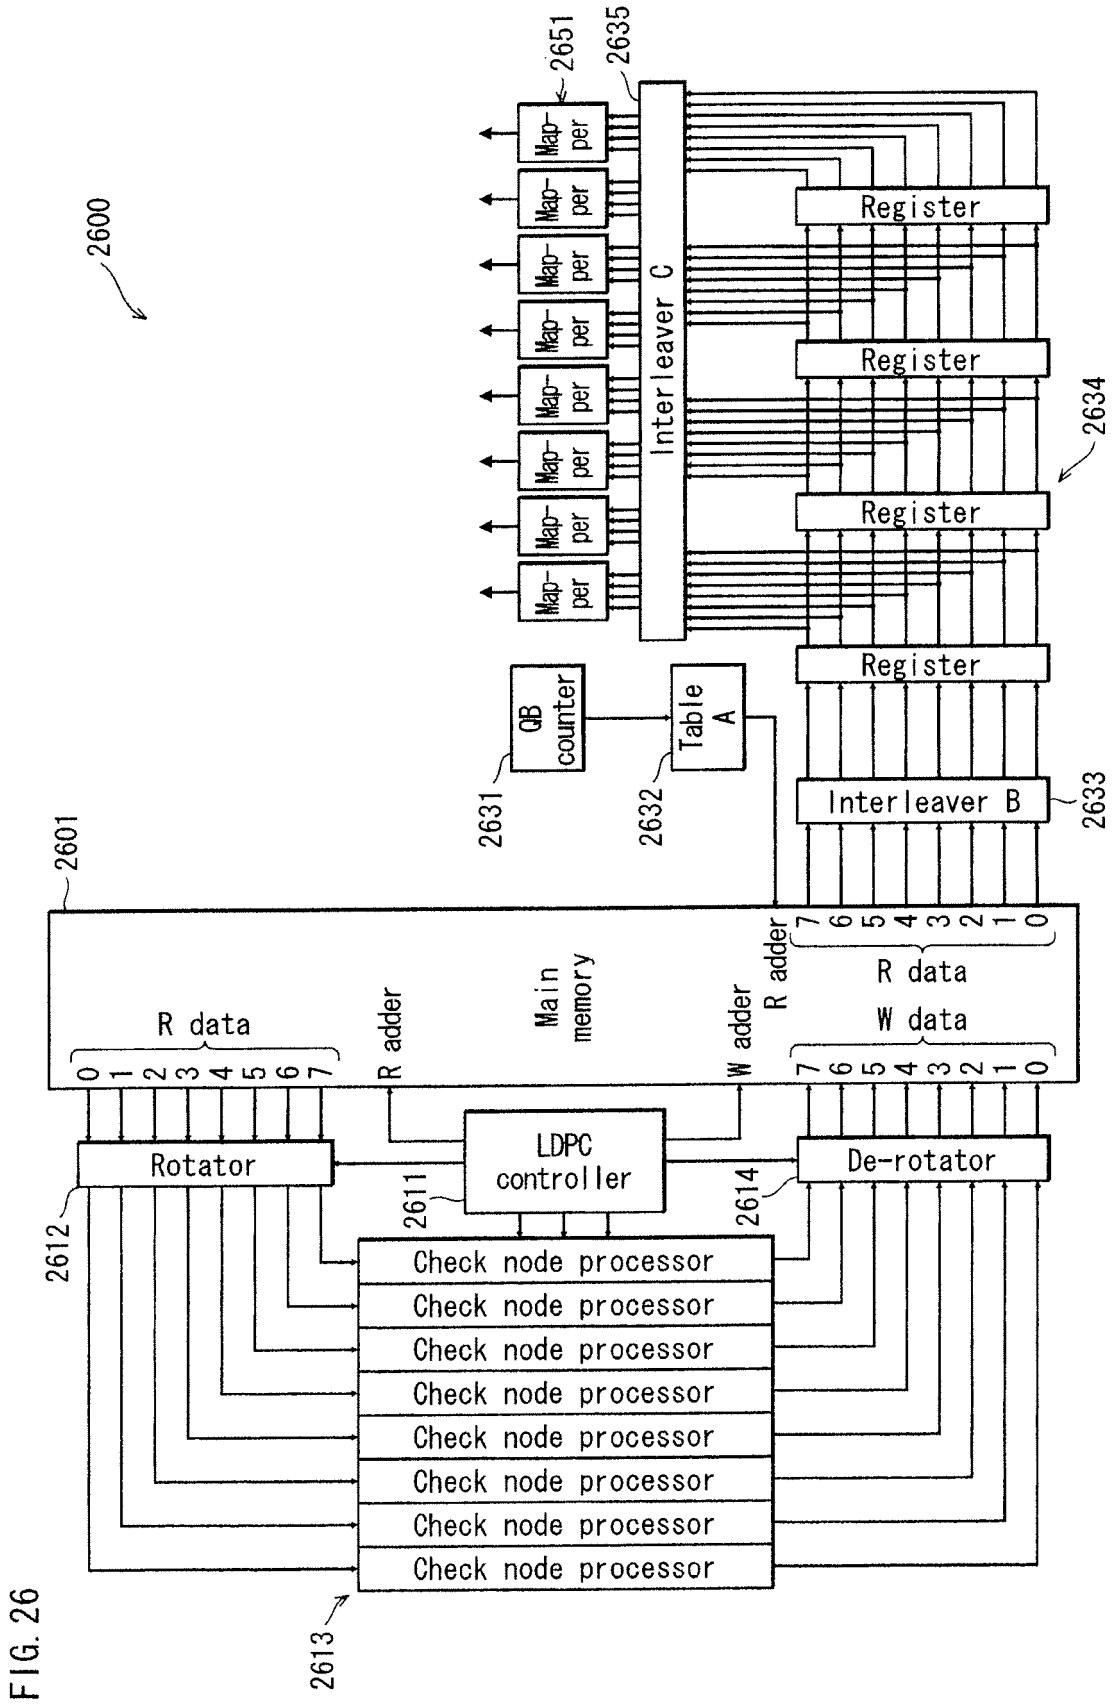 FIG. 26
2600
2613
Check node processor
Check node processor
Check node processor
Check node processor
Check node processor
Check node processor
Check node processor
Check node processor
2612
Rotator
2611
LDPC
controller
2614
De-rotator
2601
0
1
2
3
4
5
6
7
R data
R adder
Main
memory
W adder
R adder
W data
7
6
5
4
3
2
1
0
R data
7
6
5
4
3
2
1
0
2631
QB
counter
2632
Table
A
Interleaver B
2633
Register
Register
Register
Register
2634
Interleaver C
2635
Map-
per
Map-
per
Map-
per
Map-
per
Map-
per
Map-
per
Map-
per
Map-
per
2651